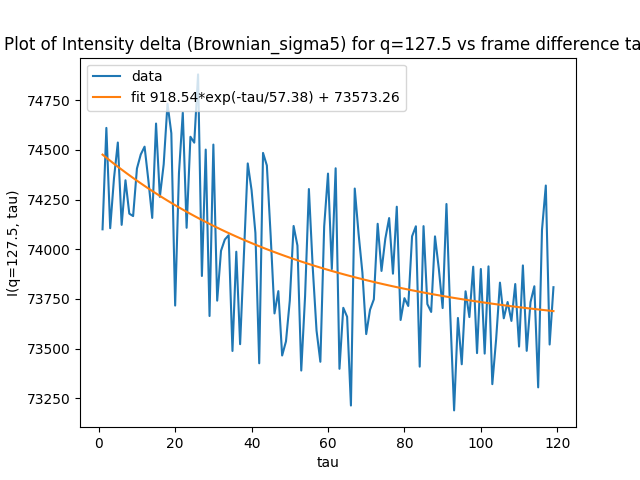 Plot of Intensity delta (Brownian_sigma5) for q=127.5 vs frame difference ta
data
fit 918.54*exp(-tau/57.38) + 73573.26
I(q=127.5, tau)
74750
74500
74250
74000
73750
73500
73250
0 20 40 60 80 100 120
tau